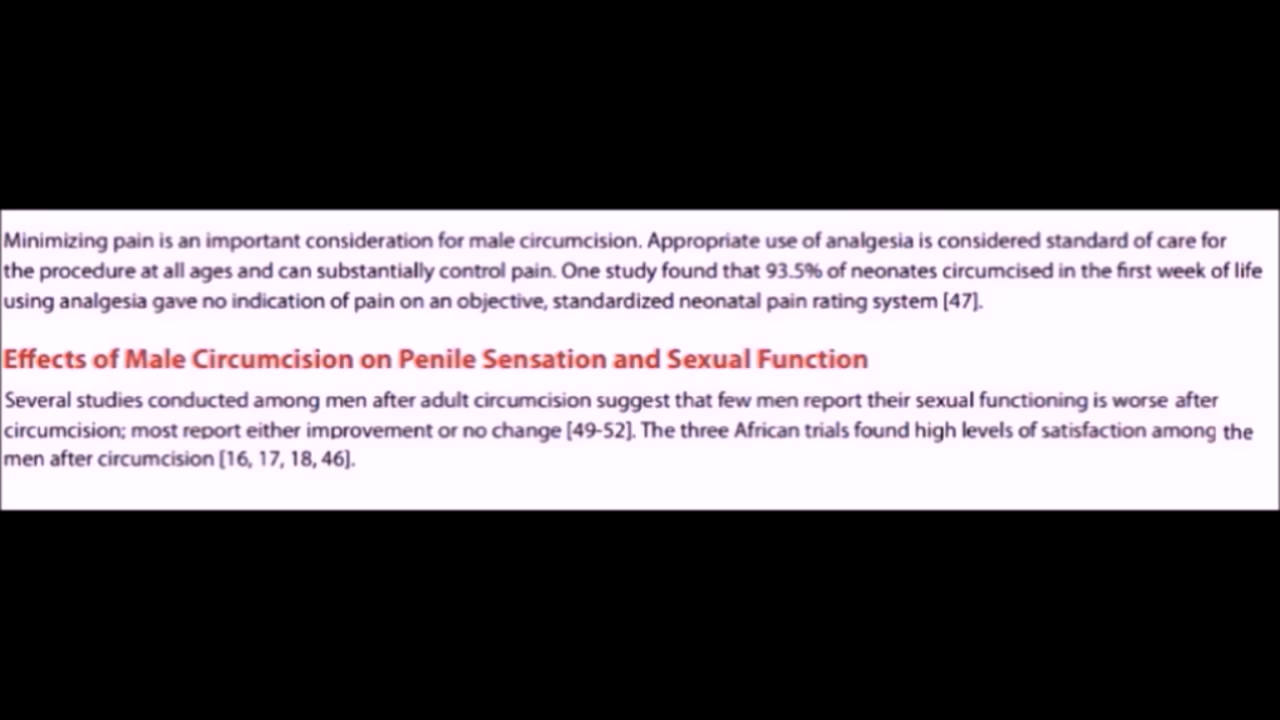 Minimizing pain is an important consideration for male circumcision. Appropriate use of analgesia is considered standard of care for
the procedure at all ages and can substantially control pain. One study found that 93.5% of neonates circumcised in the first week of life
using analgesia gave no indication of pain on an objective, standardized neonatal pain rating system [47].
Effects of Male Circumcision on Penile Sensation and Sexual Function
Several studies conducted among men after adult circumcision suggest that few men report their sexual functioning is worse after
circumcision; most report either improvement or no change [49-52]. The three African trials found high levels of satisfaction among the
men after circumcision [16, 17, 18, 46].